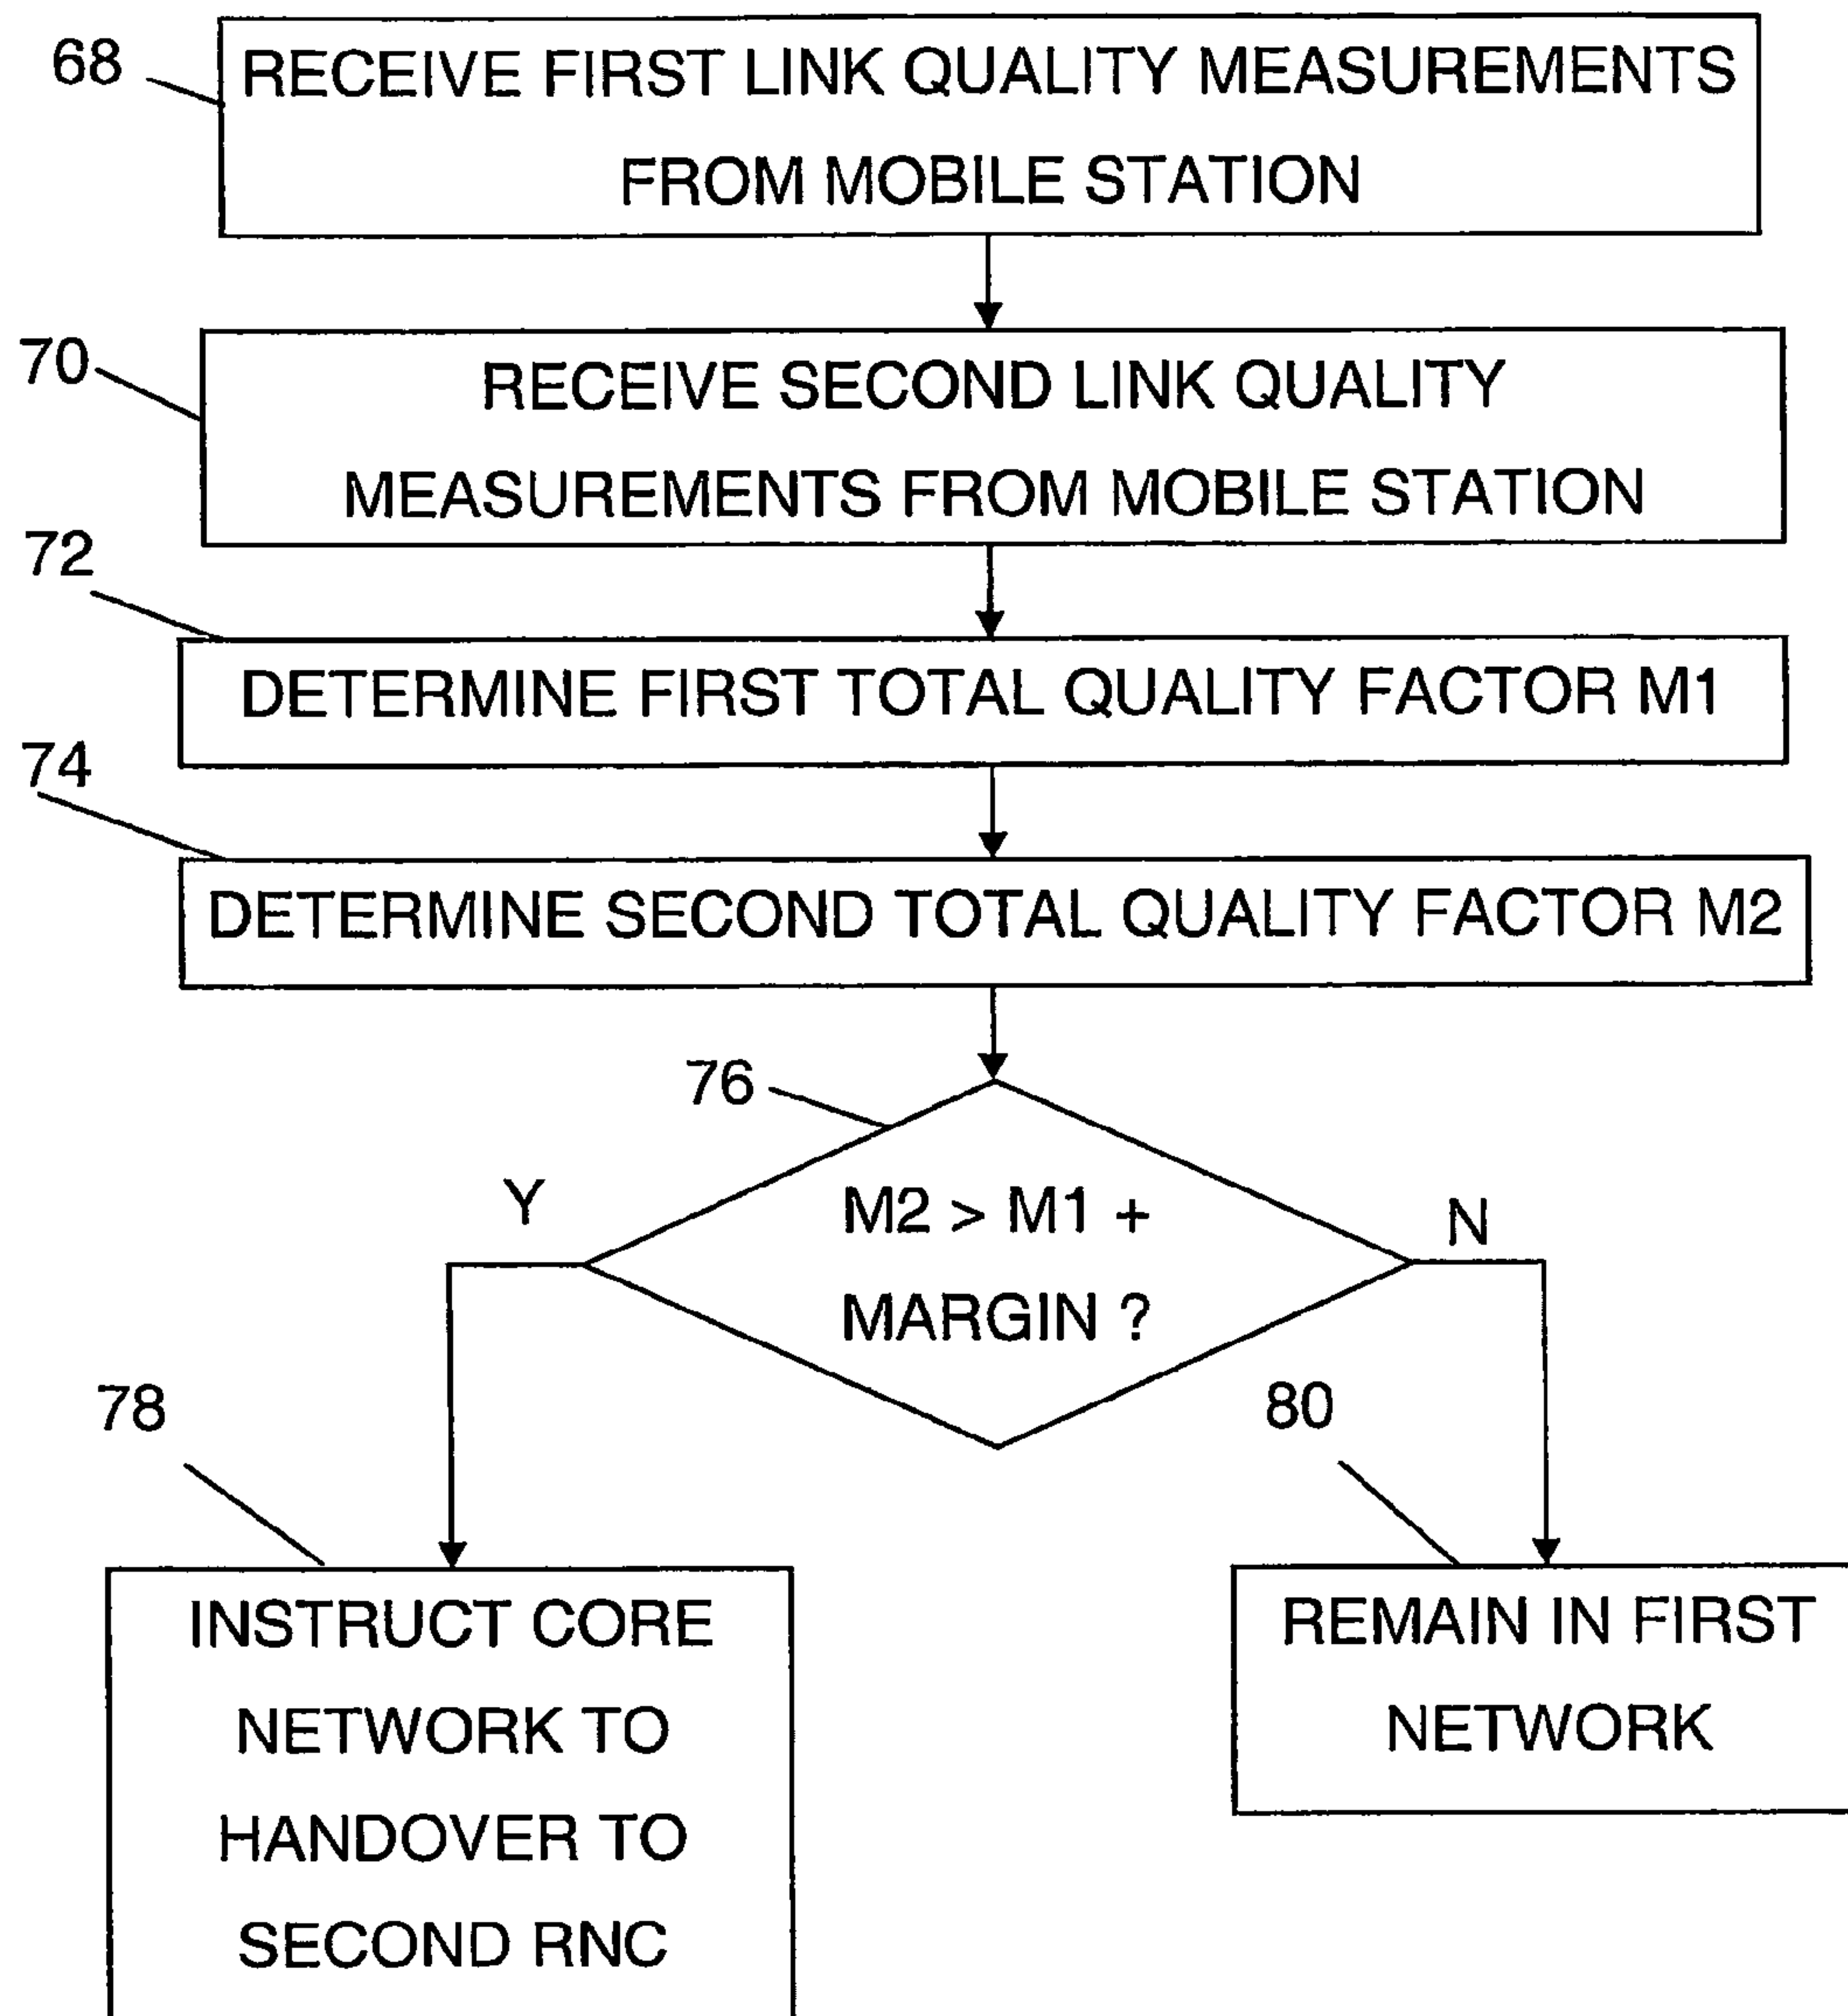 68
RECEIVE FIRST LINK QUALITY MEASUREMENTS
FROM MOBILE STATION
70
RECEIVE SECOND LINK QUALITY
MEASUREMENTS FROM MOBILE STATION
72
DETERMINE FIRST TOTAL QUALITY FACTOR M1
74
DETERMINE SECOND TOTAL QUALITY FACTOR M2
76
Y
M2 > M1 +
MARGIN ?
N
78
80
INSTRUCT CORE
NETWORK TO
HANDOVER TO
SECOND RNC
REMAIN IN FIRST
NETWORK